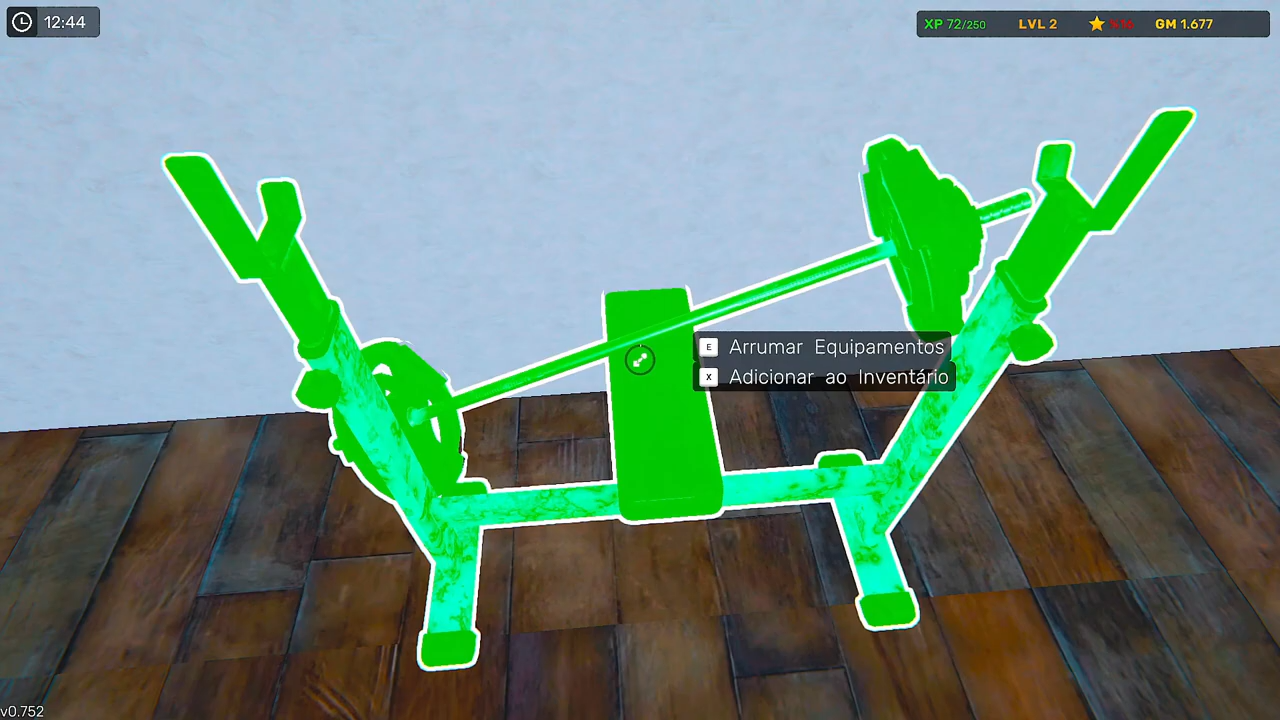 12:44
XP 72/250 LVL 2 GM 1.677
E Arrumar Equipamentos
X Adicionar ao Inventário
v0.752